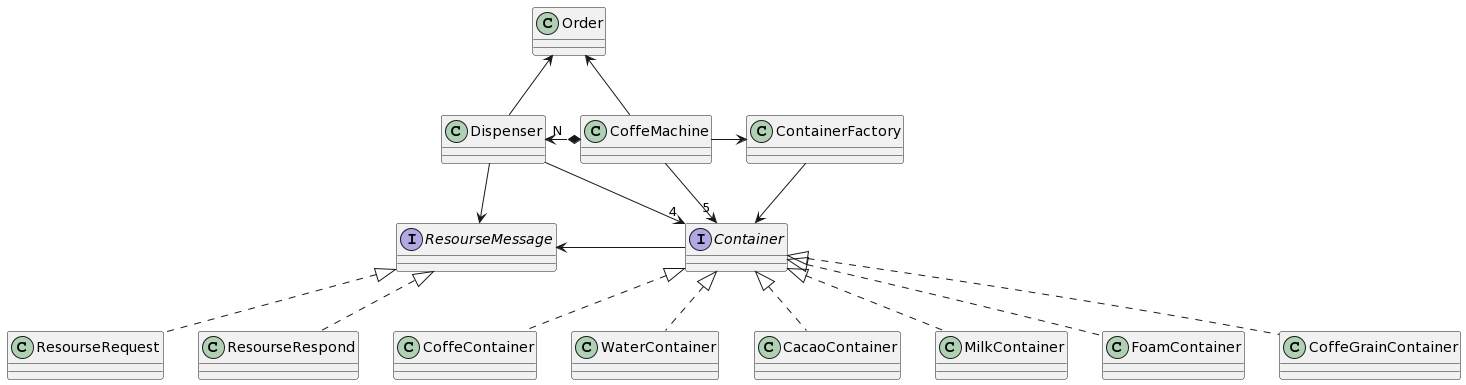 C Order
C Dispenser
N
C CoffeMachine
C ContainerFactory
4
5
I ResourseMessage
I Container
C ResourseRequest
C ResourseRespond
C CoffeContainer
C WaterContainer
C CacaoContainer
C MilkContainer
C FoamContainer
C CoffeGrainContainer